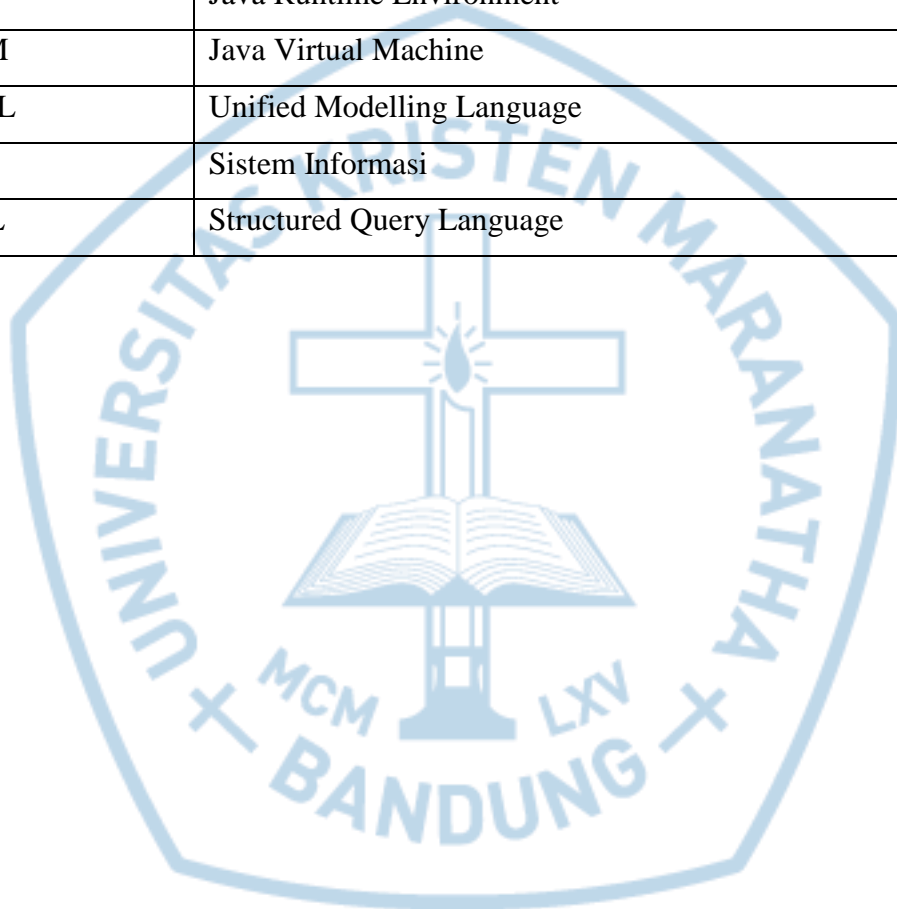 Java Runtime Environment
M Java Virtual Machine
L Unified Modelling Language
Sistem Informasi
L Structured Query Language
UNIVERSITAS KRISTEN MARANATHA
MCM LXV
BANDUNG